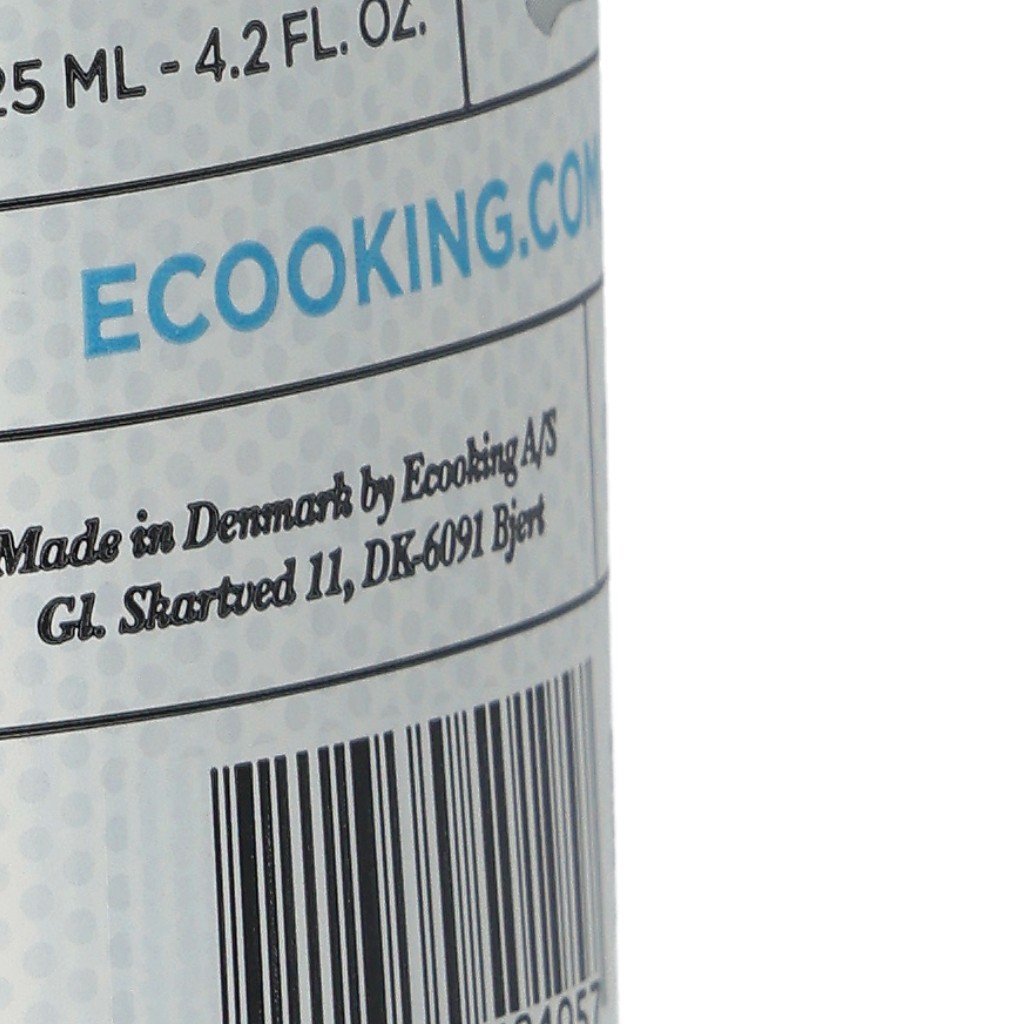 25 ML - 4.2 FL. OZ.
ECOOKING.COM
Made in Denmark by Ecooking A/S
Gl. Skartved 11, DK-6091 Bjert